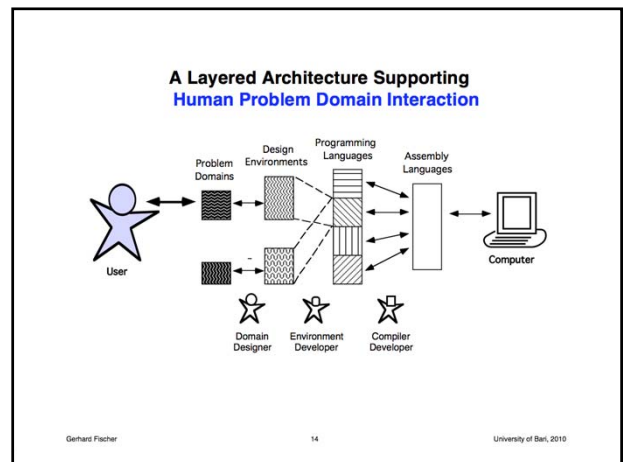 A Layered Architecture Supporting
Human Problem Domain Interaction
Problem
Domains
Design
Environments
Programming
Languages
Assembly
Languages
User
Computer
Domain
Designer
Environment
Developer
Compiler
Developer
Gerhard Fischer
14
University of Bari, 2010